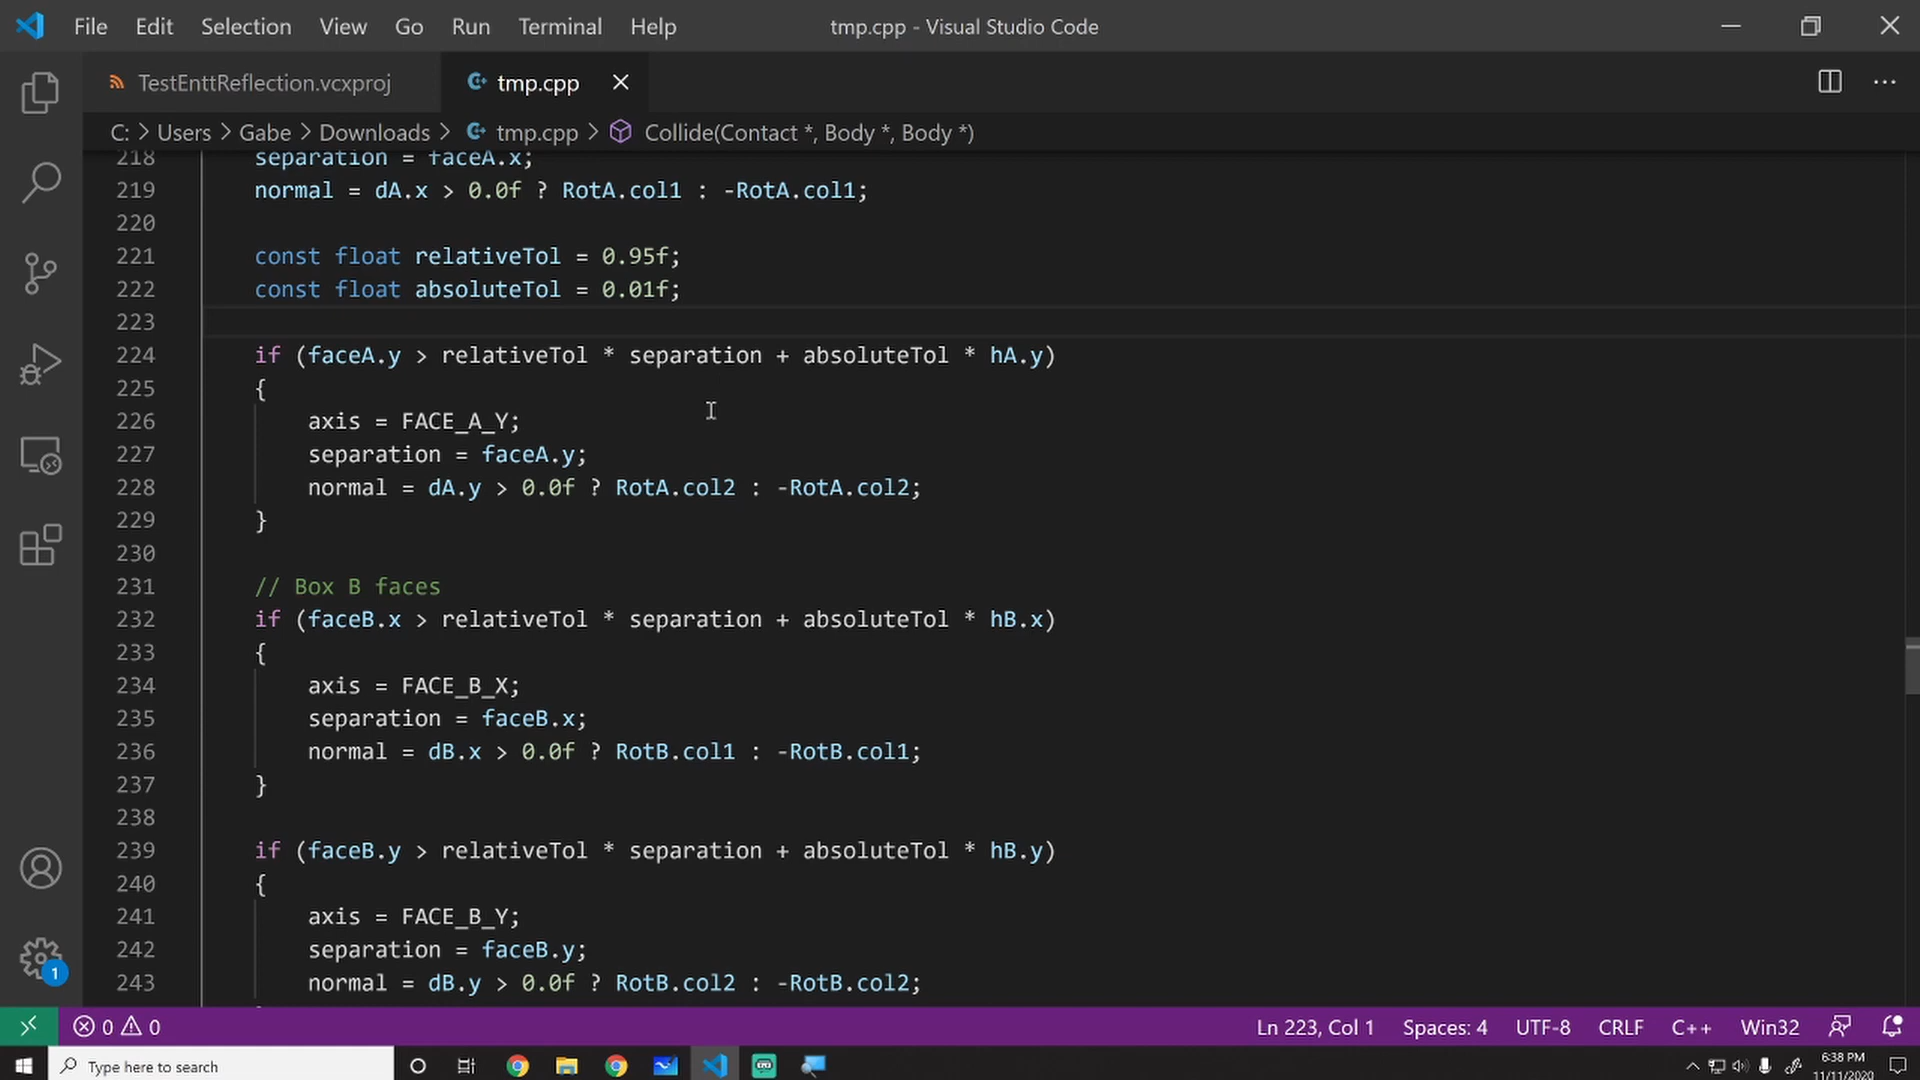 File Edit Selection View Go Run Terminal Help tmp.cpp - Visual Studio Code
TestEnttReflection.vcxproj tmp.cpp
C: > Users > Gabe > Downloads > tmp.cpp > Collide(Contact *, Body *, Body *)
218 separation = faceA.x;
219 normal = dA.x > 0.0f ? RotA.col1 : -RotA.col1;
220
221 const float relativeTol = 0.95f;
222 const float absoluteTol = 0.01f;
223
224 if (faceA.y > relativeTol * separation + absoluteTol * hA.y)
225 {
226 axis = FACE_A_Y;
227 separation = faceA.y;
228 normal = dA.y > 0.0f ? RotA.col2 : -RotA.col2;
229 }
230
231 // Box B faces
232 if (faceB.x > relativeTol * separation + absoluteTol * hB.x)
233 {
234 axis = FACE_B_X;
235 separation = faceB.x;
236 normal = dB.x > 0.0f ? RotB.col1 : -RotB.col1;
237 }
238
239 if (faceB.y > relativeTol * separation + absoluteTol * hB.y)
240 {
241 axis = FACE_B_Y;
242 separation = faceB.y;
243 normal = dB.y > 0.0f ? RotB.col2 : -RotB.col2;
1
0 0 Ln 223, Col 1 Spaces: 4 UTF-8 CRLF C++ Win32
Type here to search 6:38 PM
11/11/2020